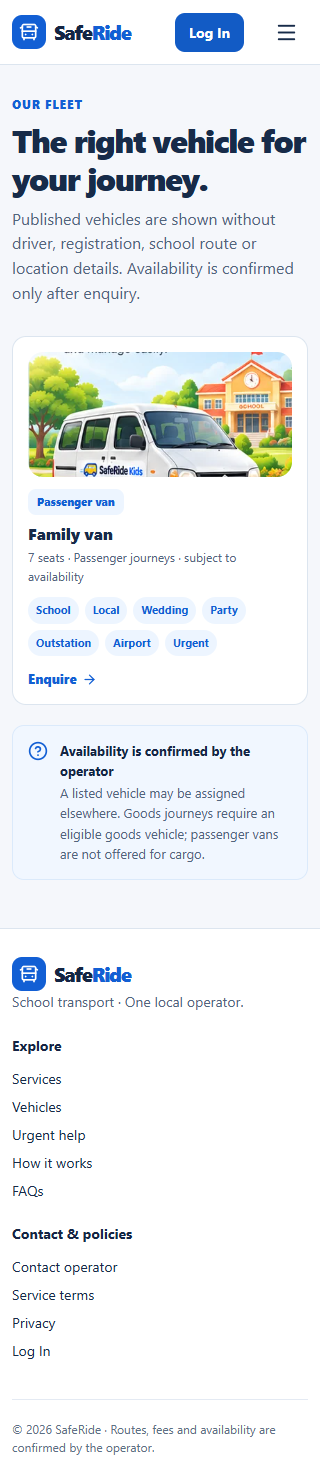 SafeRide
Log In
OUR FLEET
The right vehicle for
your journey.
Published vehicles are shown without
driver, registration, school route or
location details. Availability is confirmed
only after enquiry.
and manage easily.
SCHOOL
SafeRide Kids
Passenger van
Family van
7 seats · Passenger journeys · subject to
availability
School Local Wedding Party
Outstation Airport Urgent
Enquire →
Availability is confirmed by the
operator
A listed vehicle may be assigned
elsewhere. Goods journeys require an
eligible goods vehicle; passenger vans
are not offered for cargo.
SafeRide
School transport · One local operator.
Explore
Services
Vehicles
Urgent help
How it works
FAQs
Contact & policies
Contact operator
Service terms
Privacy
Log In
© 2026 SafeRide · Routes, fees and availability are
confirmed by the operator.